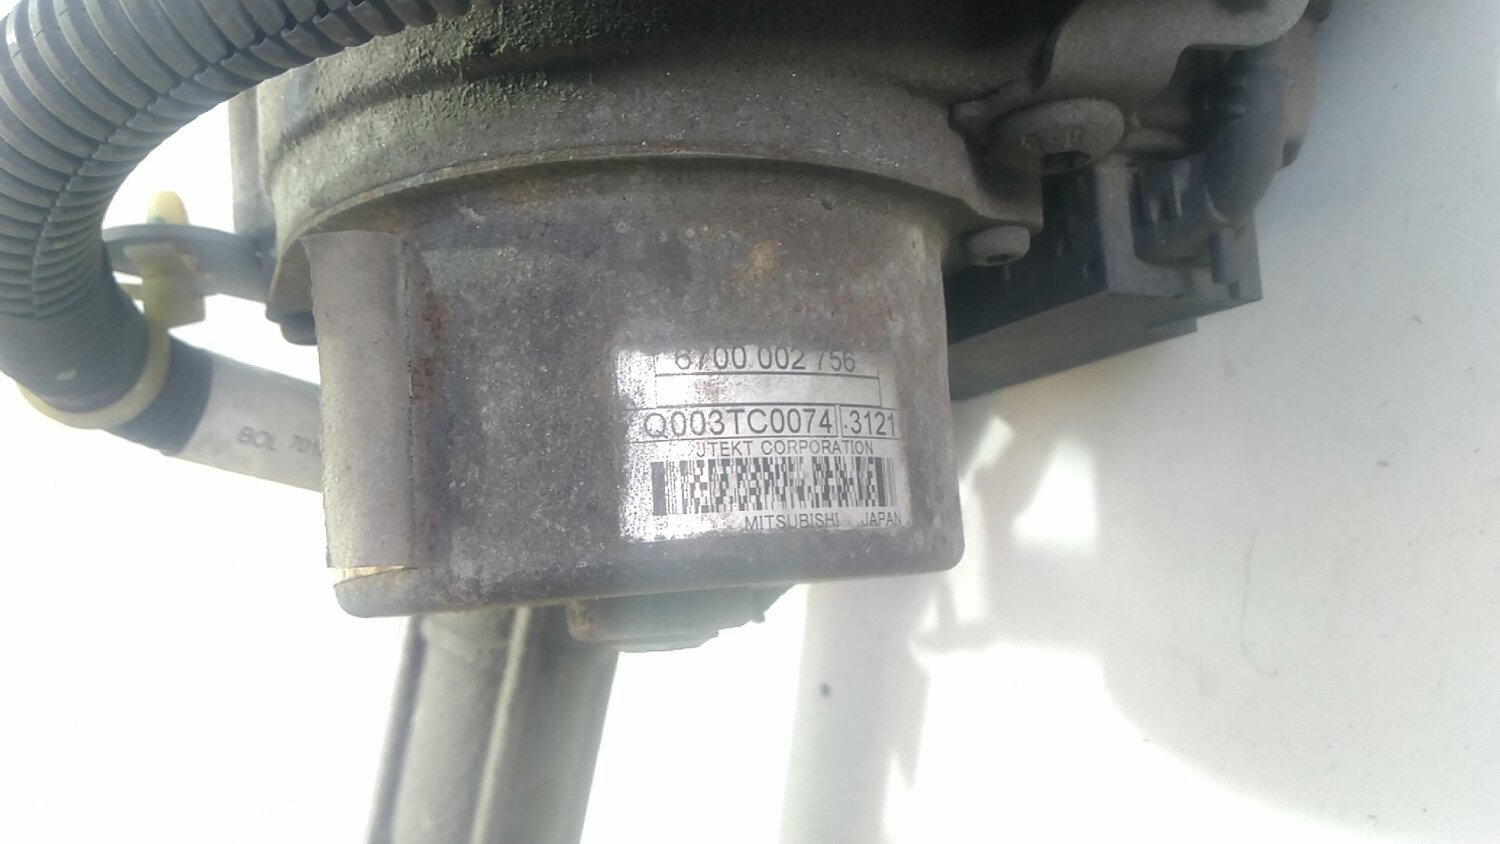 6700 002 756
Q003TC0074 .3121
JTEKT CORPORATION
MITSUBISHI JAPAN